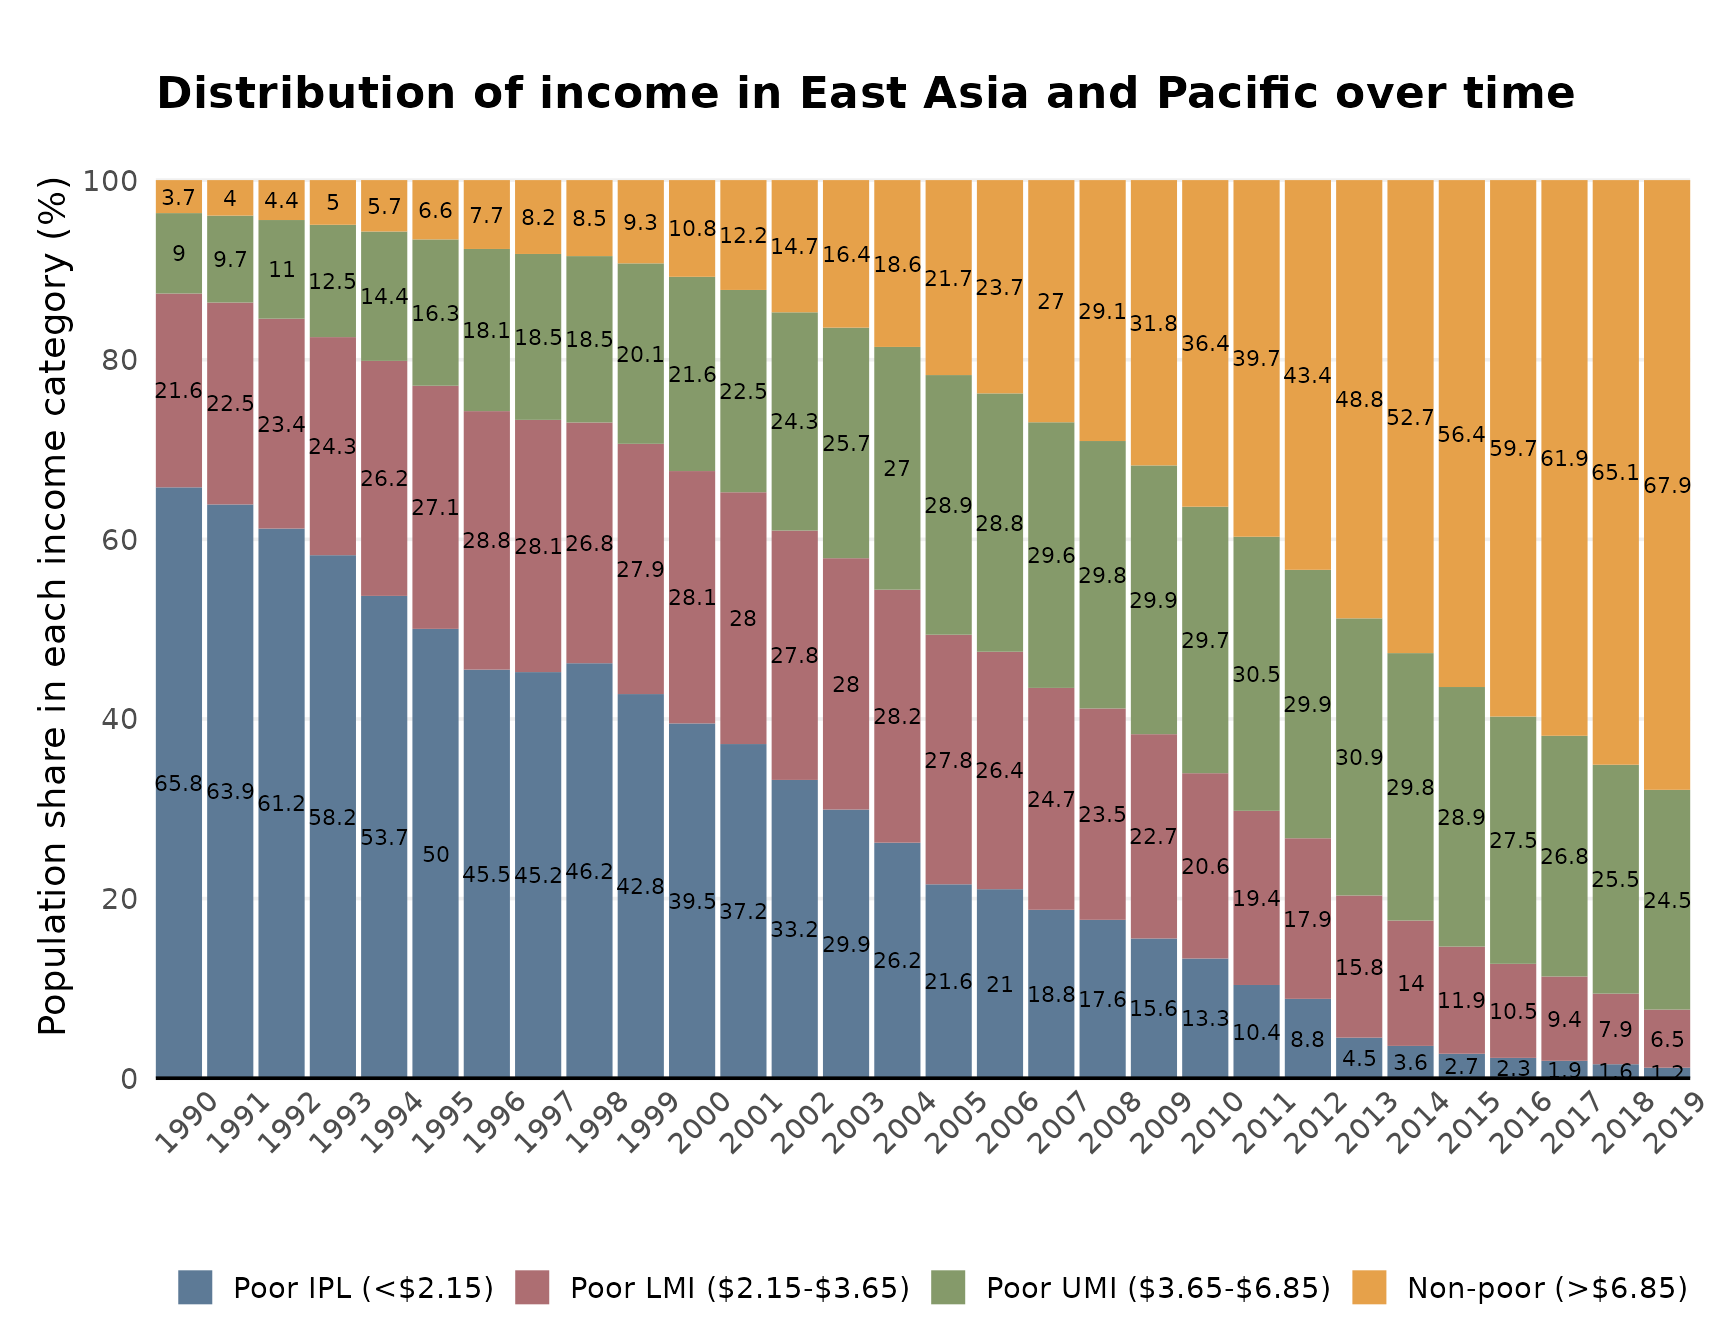 Distribution of income in East Asia and Pacific over time
Population share in each income category (%)
100
80
60
40
20
0
3.7 4 4.4 5 5.7 6.6 7.7 8.2 8.5 9.3 10.8 12.2 14.7 16.4 18.6 21.7 23.7 27 29.1 31.8 36.4 39.7 43.4 48.8 52.7 56.4 59.7 61.9 65.1 67.9
9 9.7 11 12.5 14.4 16.3 18.1 18.5 18.5 20.1 21.6 22.5 24.3 25.7 27 28.9 28.8 29.6 29.8 29.9 29.7 30.5 29.9 30.9 29.8 28.9 27.5 26.8 25.5 24.5
21.6 22.5 23.4 24.3 26.2 27.1 28.8 28.1 26.8 27.9 28.1 28 27.8 28 28.2 27.8 26.4 24.7 23.5 22.7 20.6 19.4 17.9 15.8 14 11.9 10.5 9.4 7.9 6.5
65.8 63.9 61.2 58.2 53.7 50 45.5 45.2 46.2 42.8 39.5 37.2 33.2 29.9 26.2 21.6 21 18.8 17.6 15.6 13.3 10.4 8.8 4.5 3.6 2.7 2.3 1.9 1.6 1.2
1990 1991 1992 1993 1994 1995 1996 1997 1998 1999 2000 2001 2002 2003 2004 2005 2006 2007 2008 2009 2010 2011 2012 2013 2014 2015 2016 2017 2018 2019
Poor IPL (<$2.15) Poor LMI ($2.15-$3.65) Poor UMI ($3.65-$6.85) Non-poor (>$6.85)